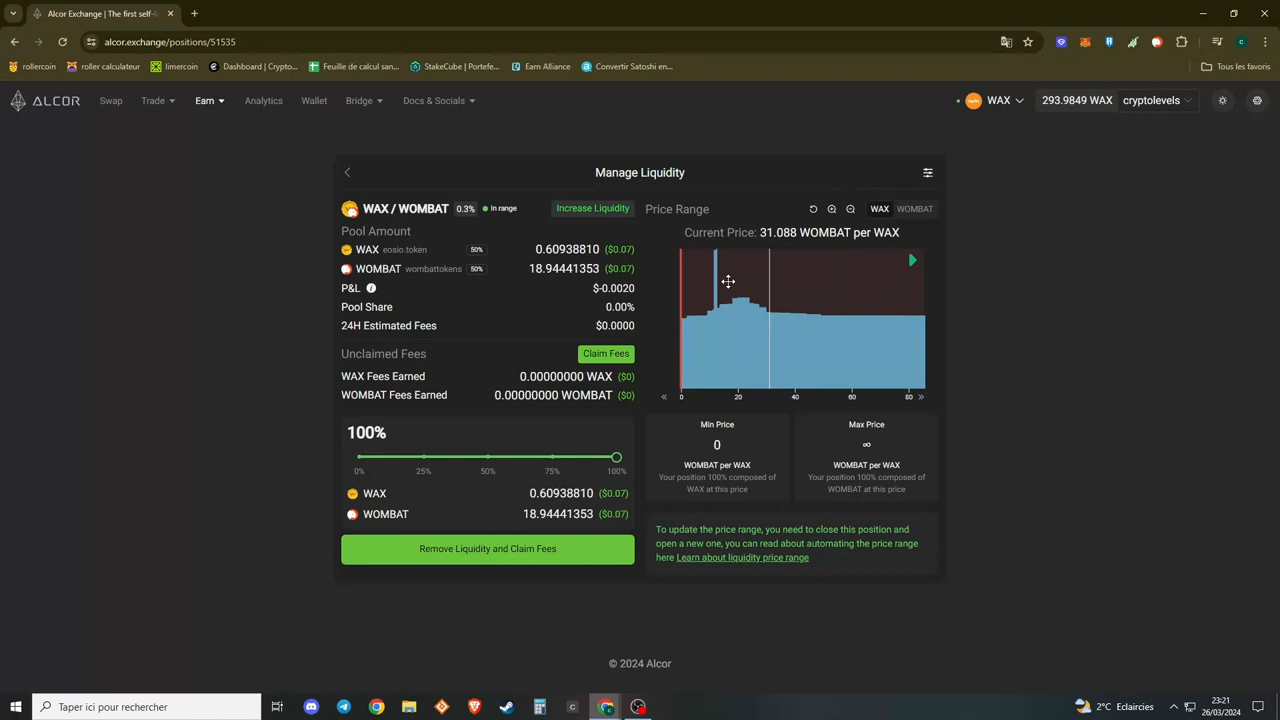 Alcor Exchange | The first self-li
alcor.exchange/positions/51535
rollercoin
roller calculateur
limercoin
Dashboard | Crypto...
Feuille de calcul san...
StakeCube | Portefe...
Earn Alliance
Convertir Satoshi en...
Tous les favoris
ALCOR
Swap
Trade
Earn
Analytics
Wallet
Bridge
Docs & Socials
WAX
293.9849 WAX
cryptolevels
Manage Liquidity
WAX / WOMBAT 0.3% In range
Increase Liquidity
Pool Amount
WAX eosio.token 50% 0.60938810 ($0.07)
WOMBAT wombattokens 50% 18.94441353 ($0.07)
P&L $-0.0020
Pool Share 0.00%
24H Estimated Fees $0.0000
Unclaimed Fees
Claim Fees
WAX Fees Earned 0.00000000 WAX ($0)
WOMBAT Fees Earned 0.00000000 WOMBAT ($0)
100%
0% 25% 50% 75% 100%
WAX 0.60938810 ($0.07)
WOMBAT 18.94441353 ($0.07)
Remove Liquidity and Claim Fees
Price Range
WAX WOMBAT
Current Price: 31.088 WOMBAT per WAX
« 0 20 40 60 80 »
Min Price
0
WOMBAT per WAX
Your position 100% composed of
WAX at this price
Max Price
∞
WOMBAT per WAX
Your position 100% composed of
WOMBAT at this price
To update the price range, you need to close this position and
open a new one, you can read about automating the price range
here Learn about liquidity price range
© 2024 Alcor
Taper ici pour rechercher
2°C Eclaircies
23:21
26/03/2024